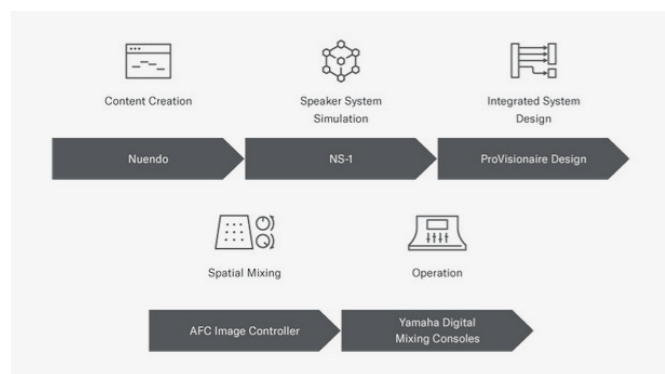 Content Creation
Speaker System
Simulation
Integrated System
Design
Nuendo
NS-1
ProVisionaire Design
Spatial Mixing
Operation
AFC Image Controller
Yamaha Digital
Mixing Consoles